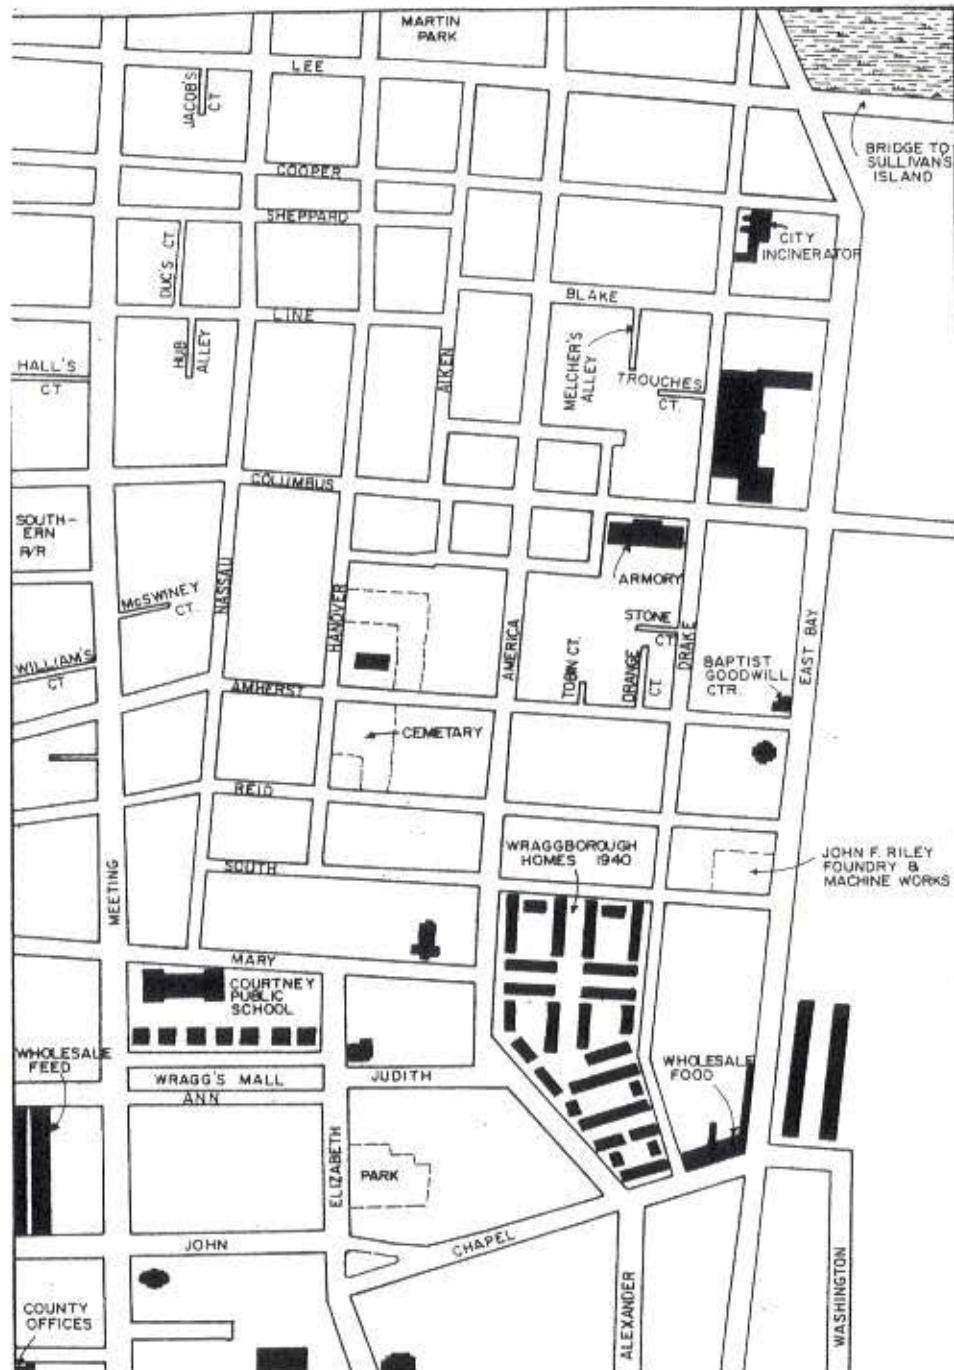 MARTIN
PARK
LEE
JACOB'S
CT
BRIDGE TO
SULLIVAN'S
ISLAND
COOPER
SHEPPARD
CITY
INCINERATOR
DUC'S CT.
BLAKE
LINE
HUB
ALLEY
MELCHER'S
ALLEY
AIKEN
HALL'S
CT.
TROUCHES
CT.
COLUMBUS
SOUTH-
ERN
R/R
ARMORY
NASSAU
HANOVER
McSWINEY
CT.
AMERICA
STONE
CT.
DRAKE
EAST BAY
WILLIAM'S
CT
TOBIN CT.
ORANGE
CT.
BAPTIST
GOODWILL
CTR.
AMHERST
CEMETARY
REID
WRAGGBOROUGH
HOMES 1940
JOHN F. RILEY
FOUNDRY &
MACHINE WORKS
SOUTH
MEETING
MARY
COURTNEY
PUBLIC
SCHOOL
WHOLESALE
FEED
WRAGG'S MALL
JUDITH
ANN
WHOLESALE
FOOD
ELIZABETH
PARK
JOHN
CHAPEL
ALEXANDER
WASHINGTON
COUNTY
OFFICES